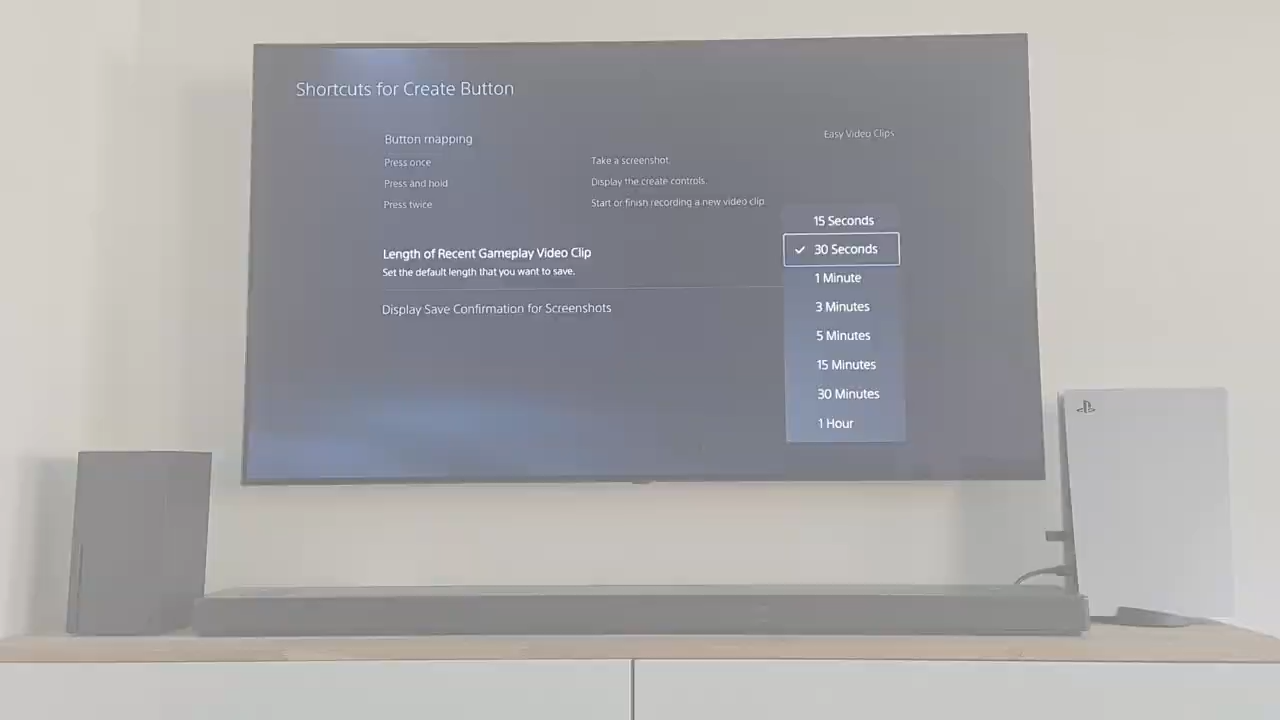 Shortcuts for Create Button
Button mapping
Easy Video Clips
Press once
Take a screenshot.
Press and hold
Display the create controls.
Press twice
Start or finish recording a new video clip.
Length of Recent Gameplay Video Clip
Set the default length that you want to save.
Display Save Confirmation for Screenshots
15 Seconds
30 Seconds
1 Minute
3 Minutes
5 Minutes
15 Minutes
30 Minutes
1 Hour